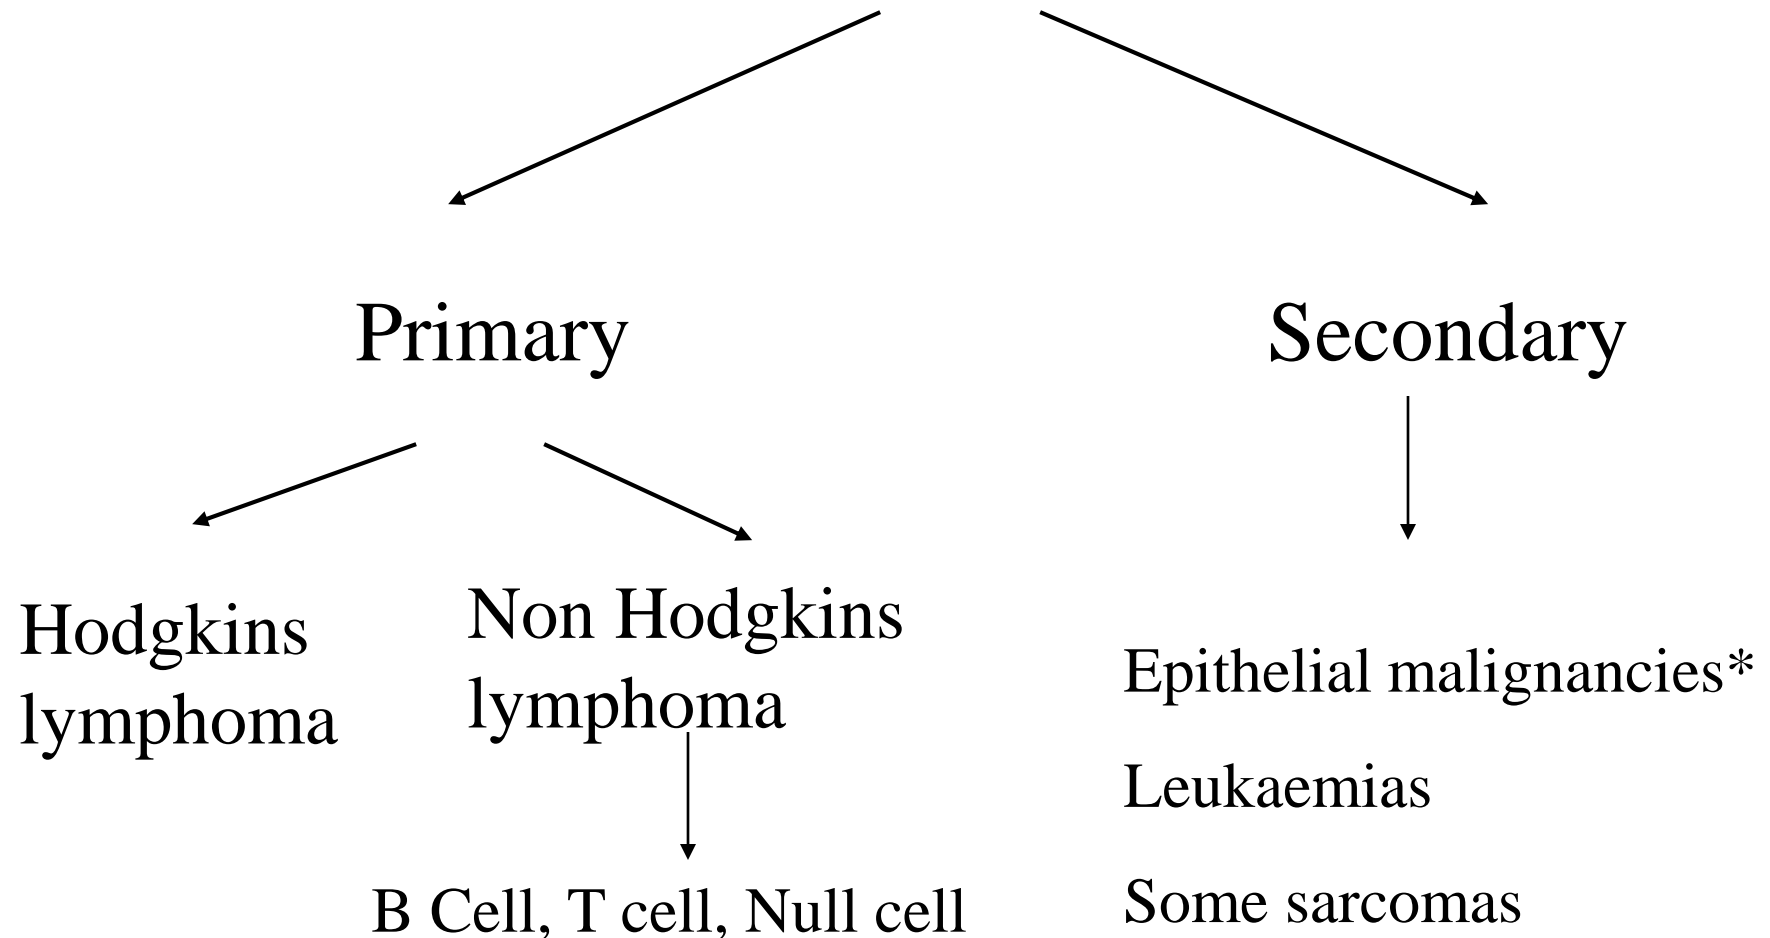 Primary
Secondary
Hodgkins
lymphoma
Non Hodgkins
lymphoma
B Cell, T cell, Null cell
Epithelial malignancies*
Leukaemias
Some sarcomas